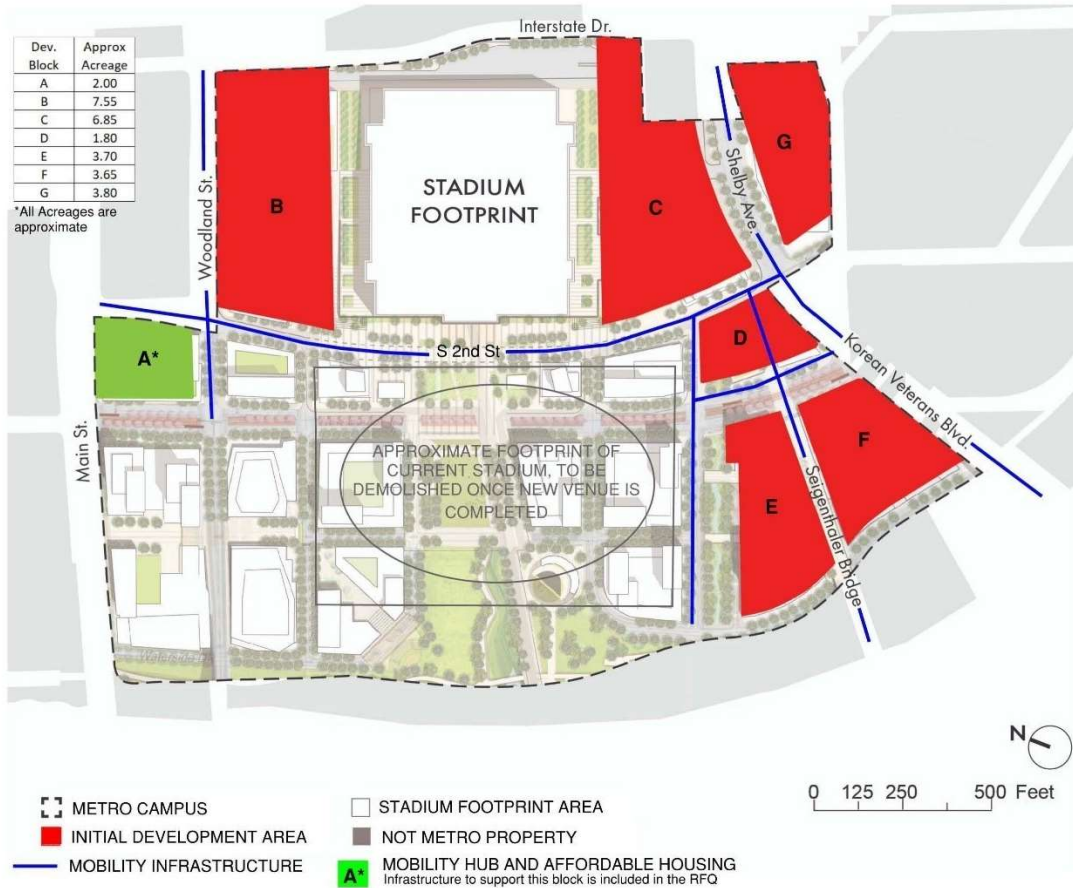 Interstate Dr.
Dev. Block Approx Acreage
A 2.00
B 7.55
C 6.85
D 1.80
E 3.70
F 3.65
G 3.80
*All Acreages are
approximate
Woodland St.
B
STADIUM
FOOTPRINT
C
Shelby Ave.
G
A*
S 2nd St
D
Korean Veterans Blvd.
Main St.
APPROXIMATE FOOTPRINT OF
CURRENT STADIUM, TO BE
DEMOLISHED ONCE NEW VENUE IS
COMPLETED
E
F
Seigenthaler Bridge
N
0 125 250 500 Feet
METRO CAMPUS
INITIAL DEVELOPMENT AREA
MOBILITY INFRASTRUCTURE
STADIUM FOOTPRINT AREA
NOT METRO PROPERTY
A*
MOBILITY HUB AND AFFORDABLE HOUSING
Infrastructure to support this block is included in the RFQ